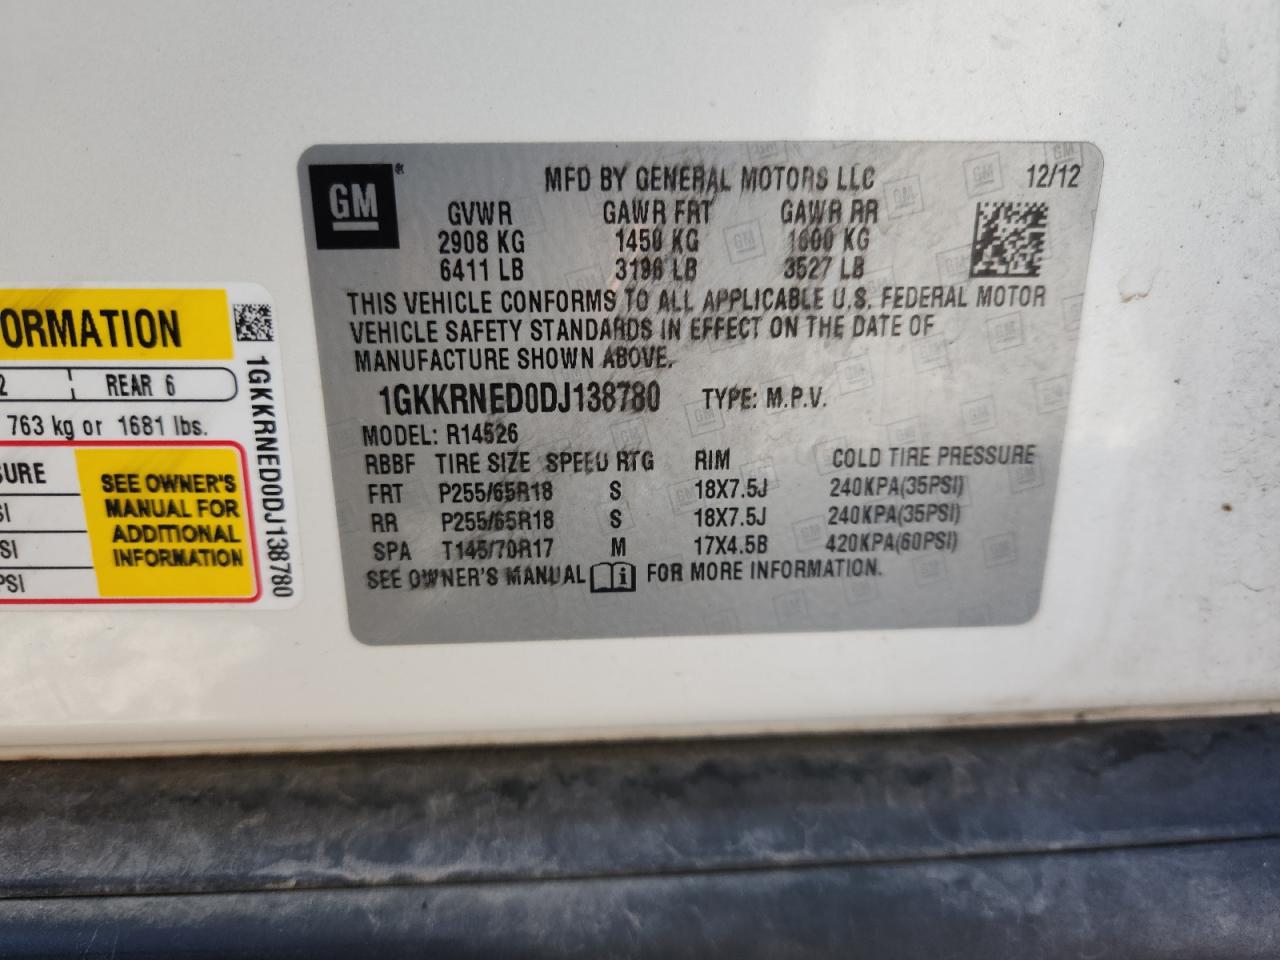 GM
®
MFD BY GENERAL MOTORS LLC 12/12
GVWR GAWR FRT GAWR RR
2908 KG 1450 KG 1600 KG
6411 LB 3196 LB 3527 LB
THIS VEHICLE CONFORMS TO ALL APPLICABLE U.S. FEDERAL MOTOR
VEHICLE SAFETY STANDARDS IN EFFECT ON THE DATE OF
MANUFACTURE SHOWN ABOVE.
1GKKRNED0DJ138780 TYPE: M.P.V.
MODEL: R14526
RBBF TIRE SIZE SPEED RTG RIM COLD TIRE PRESSURE
FRT P255/65R18 S 18X7.5J 240KPA(35PSI)
RR P255/65R18 S 18X7.5J 240KPA(35PSI)
SPA T145/70R17 M 17X4.5B 420KPA(60PSI)
SEE OWNER'S MANUAL i FOR MORE INFORMATION.
ORMATION
2 REAR 6
763 kg or 1681 lbs.
SURE
SI
SI
PSI
SEE OWNER'S
MANUAL FOR
ADDITIONAL
INFORMATION
1GKKRNED0DJ138780